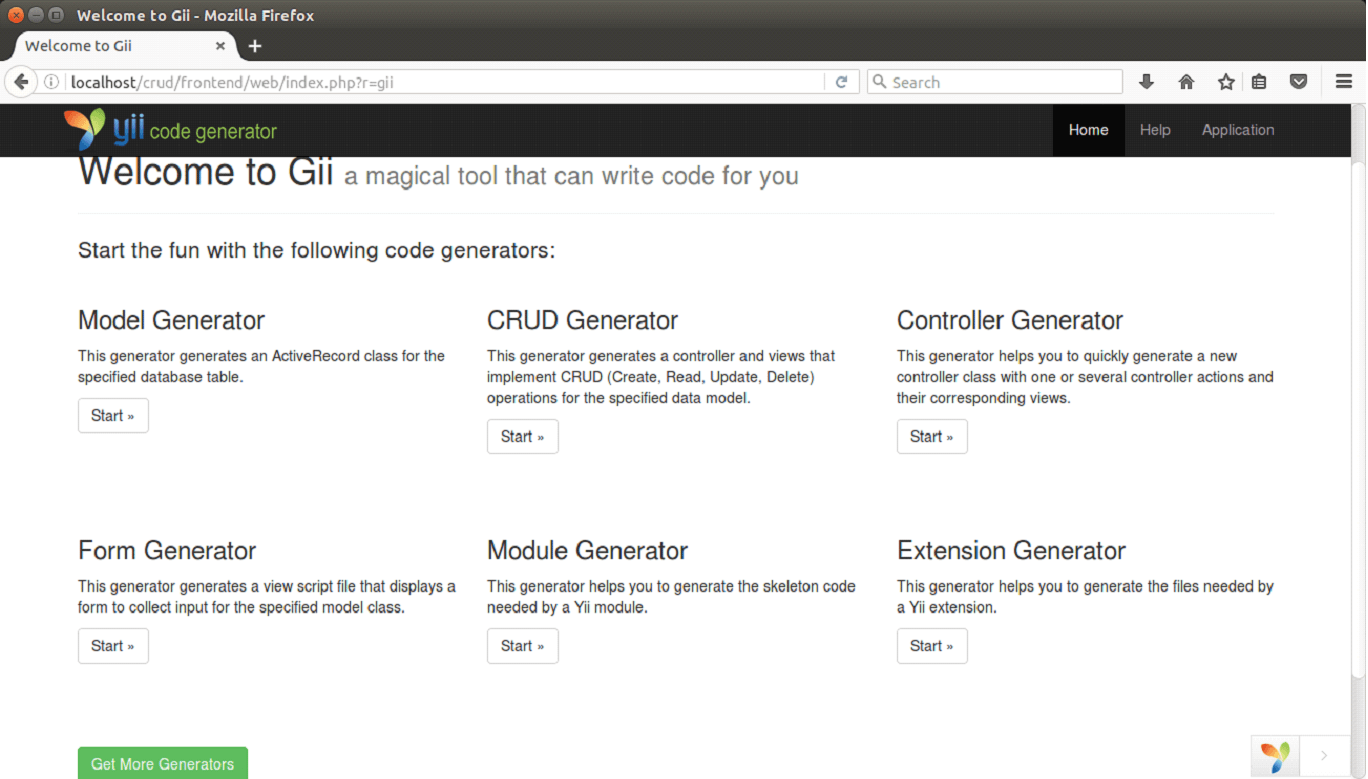 Welcome to Gii - Mozilla Firefox
Welcome to Gii
localhost/crud/frontend/web/index.php?r=gii
Search
yii code generator
Home
Help
Application
Welcome to Gii a magical tool that can write code for you
Start the fun with the following code generators:
Model Generator
This generator generates an ActiveRecord class for the
specified database table.
Start »
CRUD Generator
This generator generates a controller and views that
implement CRUD (Create, Read, Update, Delete)
operations for the specified data model.
Start »
Controller Generator
This generator helps you to quickly generate a new
controller class with one or several controller actions and
their corresponding views.
Start »
Form Generator
This generator generates a view script file that displays a
form to collect input for the specified model class.
Start »
Module Generator
This generator helps you to generate the skeleton code
needed by a Yii module.
Start »
Extension Generator
This generator helps you to generate the files needed by
a Yii extension.
Start »
Get More Generators